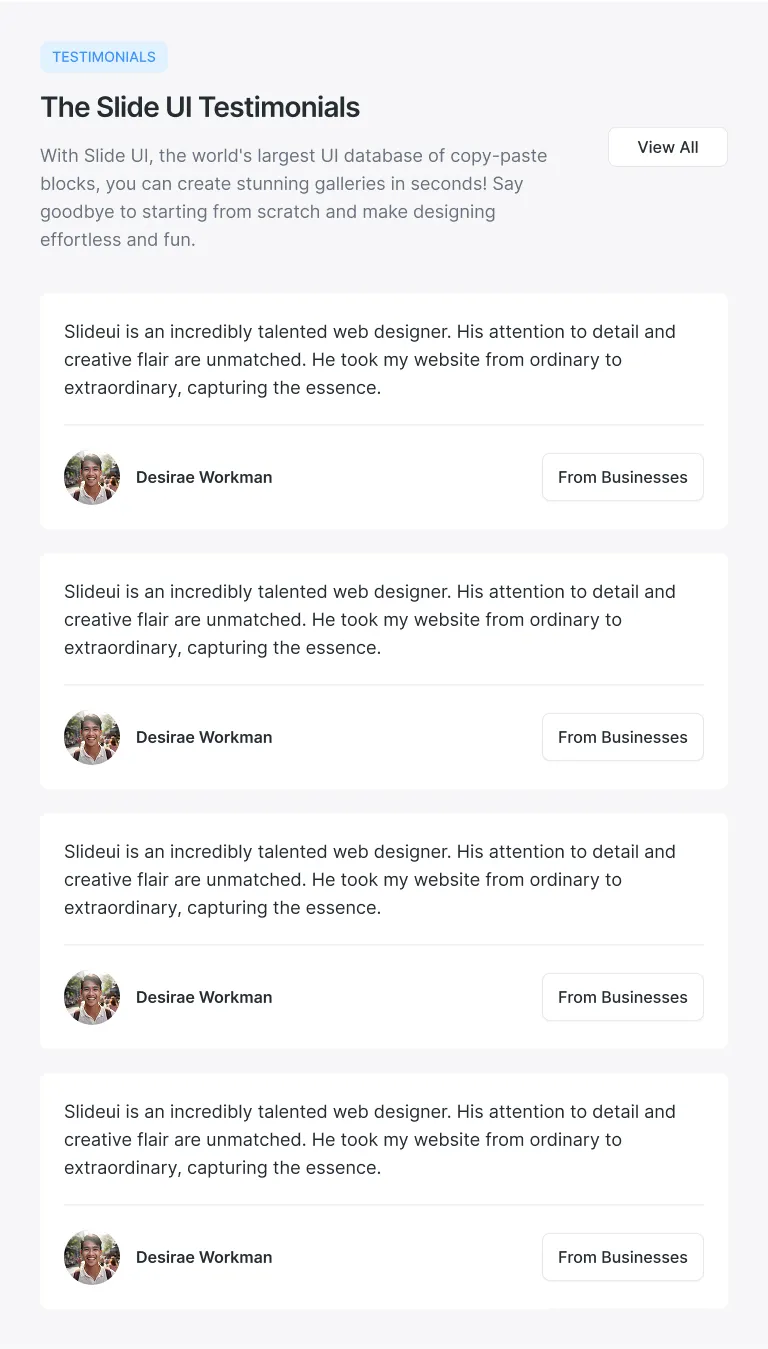 TESTIMONIALS
The Slide UI Testimonials
With Slide UI, the world's largest UI database of copy-paste
blocks, you can create stunning galleries in seconds! Say
goodbye to starting from scratch and make designing
effortless and fun.
View All
Slideui is an incredibly talented web designer. His attention to detail and
creative flair are unmatched. He took my website from ordinary to
extraordinary, capturing the essence.
Desirae Workman
From Businesses
Slideui is an incredibly talented web designer. His attention to detail and
creative flair are unmatched. He took my website from ordinary to
extraordinary, capturing the essence.
Desirae Workman
From Businesses
Slideui is an incredibly talented web designer. His attention to detail and
creative flair are unmatched. He took my website from ordinary to
extraordinary, capturing the essence.
Desirae Workman
From Businesses
Slideui is an incredibly talented web designer. His attention to detail and
creative flair are unmatched. He took my website from ordinary to
extraordinary, capturing the essence.
Desirae Workman
From Businesses